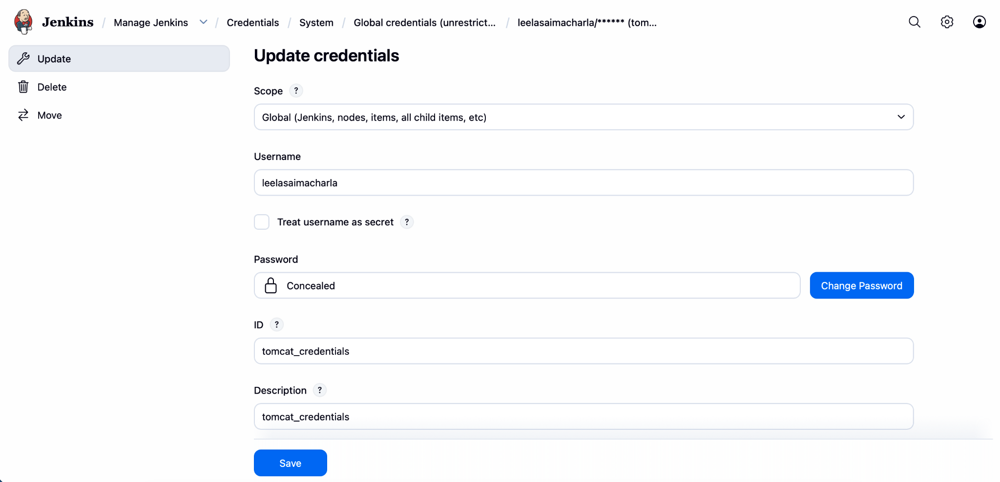 Jenkins / Manage Jenkins / Credentials / System / Global credentials (unrestrict... / leelasaimacharla/****** (tom...
Update
Delete
Move
Update credentials
Scope ?
Global (Jenkins, nodes, items, all child items, etc)
Username
leelasaimacharla
Treat username as secret ?
Password
Concealed
Change Password
ID ?
tomcat_credentials
Description ?
tomcat_credentials
Save